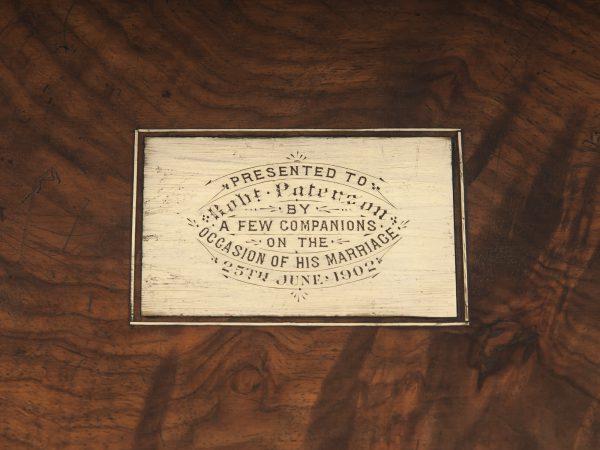 PRESENTED TO
Robt · Paterson
BY
A FEW COMPANIONS
ON THE
OCCASION OF HIS MARRIAGE
25TH JUNE · 1902